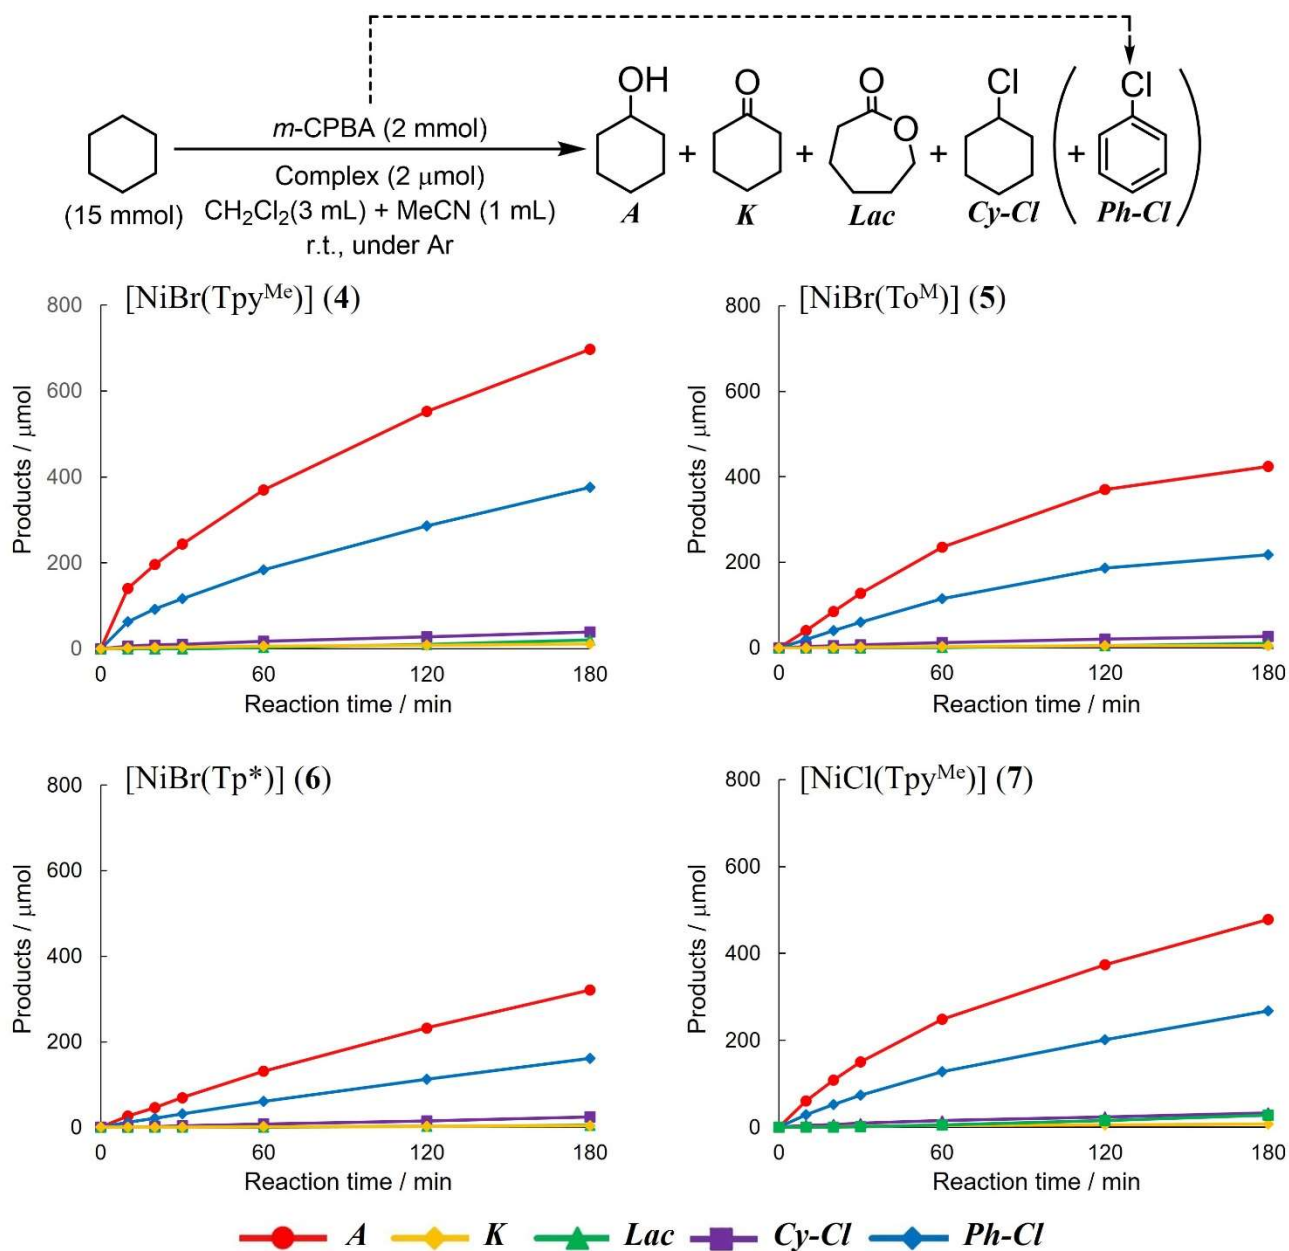 OH
O
O
O
Cl
Cl
m-CPBA (2 mmol)
Complex (2 μmol)
CH2Cl2(3 mL) + MeCN (1 mL)
r.t., under Ar
(15 mmol)
+ + + +
A K Lac Cy-Cl Ph-Cl
[NiBr(TpyMe)] (4)
800
600
400
200
0
Products / μmol
0 60 120 180
Reaction time / min
[NiBr(ToM)] (5)
800
600
400
200
0
Products / μmol
0 60 120 180
Reaction time / min
[NiBr(Tp*)] (6)
800
600
400
200
0
Products / μmol
0 60 120 180
Reaction time / min
[NiCl(TpyMe)] (7)
800
600
400
200
0
Products / μmol
0 60 120 180
Reaction time / min
A K Lac Cy-Cl Ph-Cl